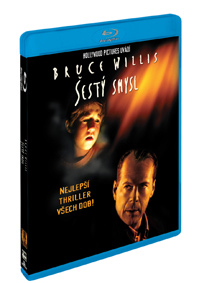 HOLLYWOOD PICTURES UVÁDÍ
BRUCE WILLIS
ŠESTÝ SMYSL
NEJLEPŠÍ
THRILLER
VŠECH DOB!